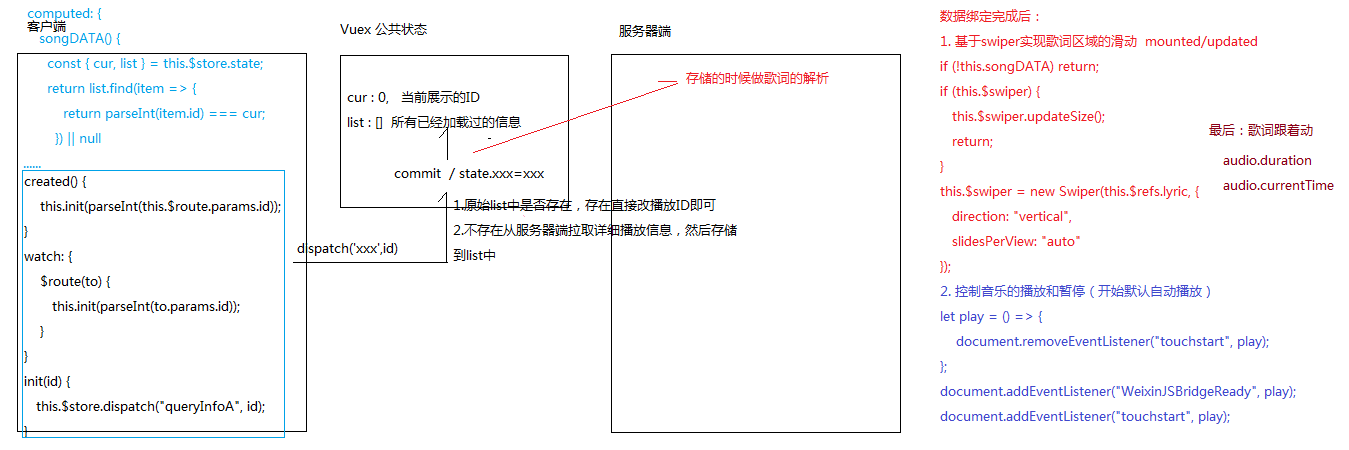 computed: {
客户端
songDATA() {
const { cur, list } = this.$store.state;
return list.find(item => {
return parseInt(item.id) === cur;
}) || null
......
created() {
this.init(parseInt(this.$route.params.id));
}
watch: {
$route(to) {
this.init(parseInt(to.params.id));
}
}
init(id) {
this.$store.dispatch("queryInfoA", id);
}
dispatch('xxx',id)
Vuex 公共状态
cur : 0, 当前展示的ID
list : [] 所有已经加载过的信息
commit / state.xxx=xxx
1.原始list中是否存在，存在直接改播放ID即可
2.不存在从服务器端拉取详细播放信息，然后存储
到list中
服务器端
存储的时候做歌词的解析
数据绑定完成后：
1. 基于swiper实现歌词区域的滑动 mounted/updated
if (!this.songDATA) return;
if (this.$swiper) {
this.$swiper.updateSize();
return;
}
this.$swiper = new Swiper(this.$refs.lyric, {
direction: "vertical",
slidesPerView: "auto"
});
2. 控制音乐的播放和暂停（开始默认自动播放）
let play = () => {
document.removeEventListener("touchstart", play);
};
document.addEventListener("WeixinJSBridgeReady", play);
document.addEventListener("touchstart", play);
最后：歌词跟着动
audio.duration
audio.currentTime